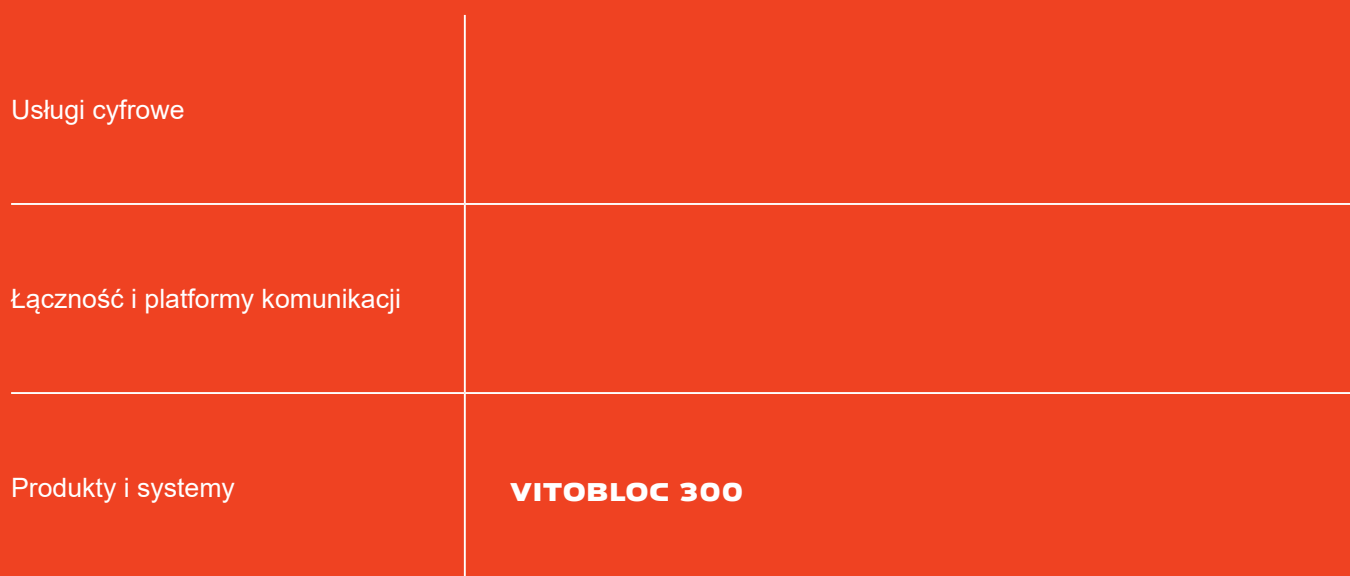 Usługi cyfrowe
Łączność i platformy komunikacji
Produkty i systemy
VITOBLOC 300